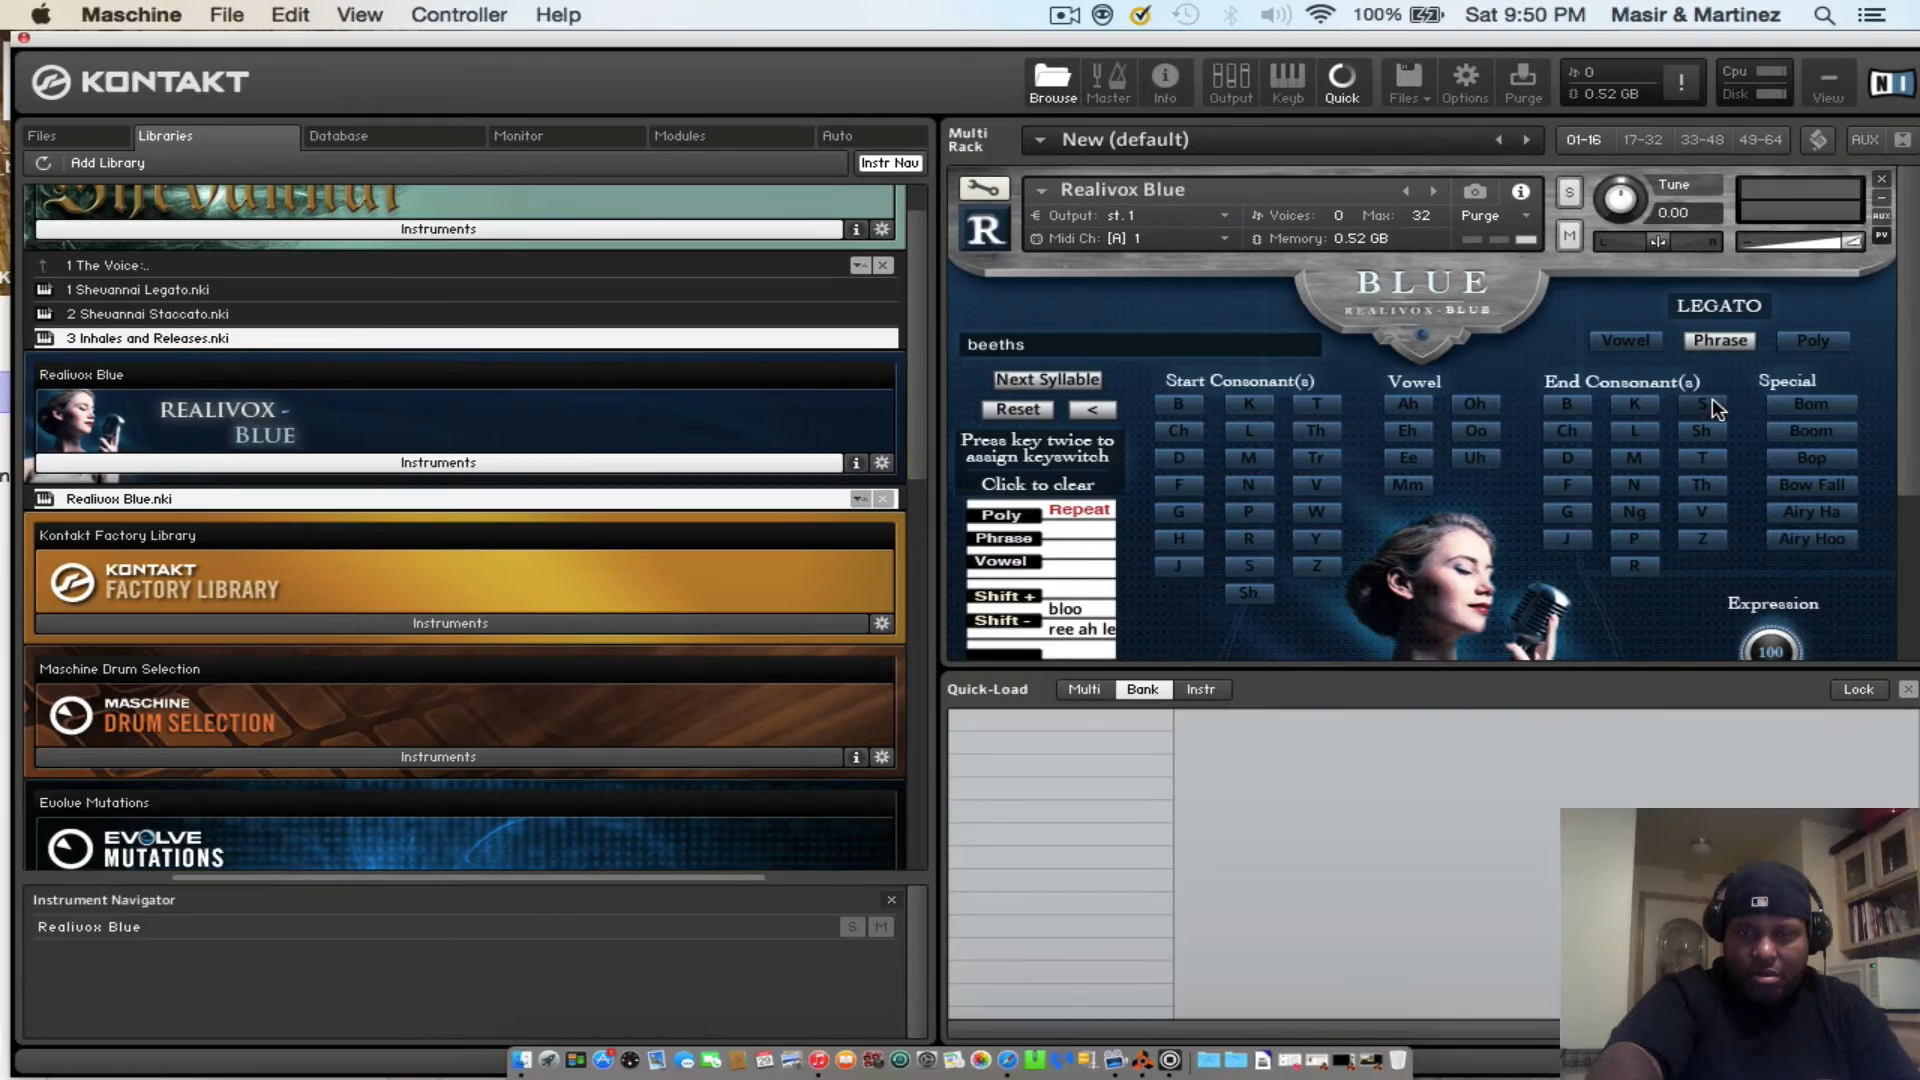 Maschine File Edit View Controller Help
100% Sat 9:50 PM Masir & Martinez
KONTAKT
Browse Master Info Output Keyb Quick Files Options Purge
0
0.52 GB
!
Cpu
Disk
View
NI
Files Libraries Database Monitor Modules Auto
Add Library Instr Nav
Shevannai
Instruments i
1 The Voice:..
1 Shevannai Legato.nki
2 Shevannai Staccato.nki
3 Inhales and Releases.nki
Realivox Blue
REALIVOX -
BLUE
Instruments i
Realivox Blue.nki
Kontakt Factory Library
KONTAKT
FACTORY LIBRARY
Instruments
Maschine Drum Selection
MASCHINE
DRUM SELECTION
Instruments i
Evolve Mutations
EVOLVE
MUTATIONS
Instrument Navigator
Realivox Blue S M
Multi
Rack
New (default) 01-16 17-32 33-48 49-64 AUX
R
Realivox Blue
Output: st. 1 Voices: 0 Max: 32 Purge
Midi Ch: [A] 1 Memory: 0.52 GB
S
M
Tune
0.00
L R
AUX
PV
BLUE
REALIVOX-BLUE
LEGATO
Vowel Phrase Poly
beeths
Next Syllable
Reset <
Press key twice to
assign keyswitch
Click to clear
Poly Repeat
Phrase
Vowel
Shift + bloo
Shift - ree ah le
Start Consonant(s) Vowel End Consonant(s) Special
B K T Ah Oh B K S Bom
Ch L Th Eh Oo Ch L Sh Boom
D M Tr Ee Uh D M T Bop
F N V Mm F N Th Bow Fall
G P W G Ng V Airy Ha
H R Y J P Z Airy Hoo
J S Z R
Sh
Expression
100
Quick-Load Multi Bank Instr Lock